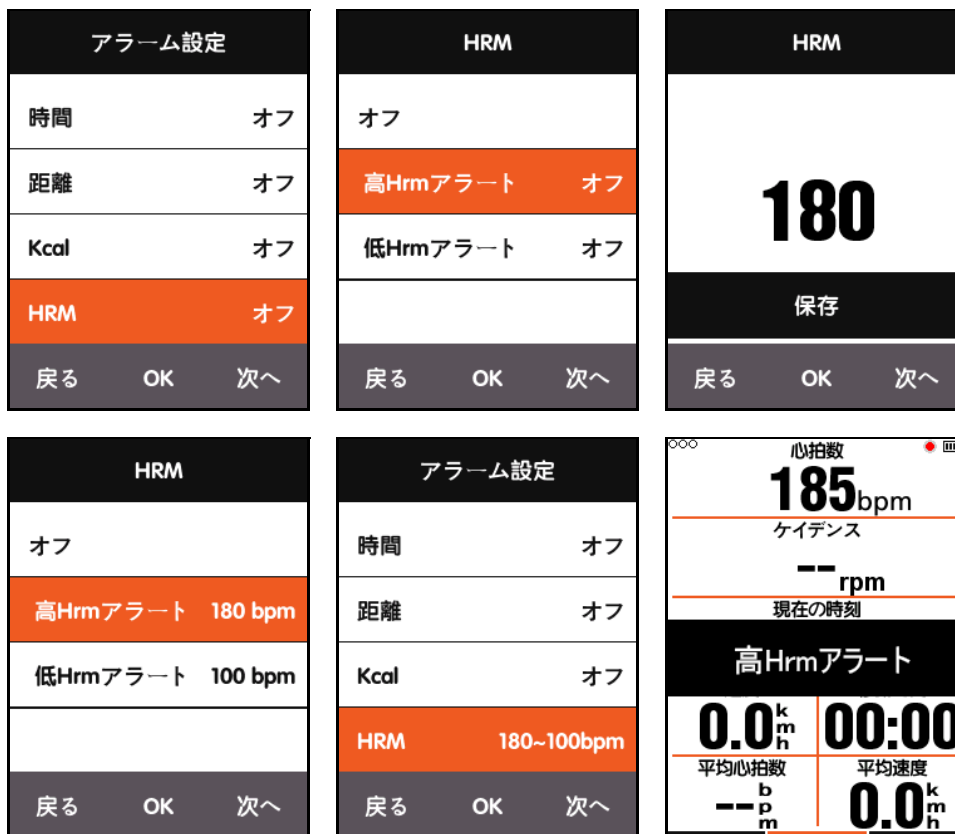 アラーム設定
時間 オフ
距離 オフ
Kcal オフ
HRM オフ
戻る OK 次へ
HRM
オフ
高Hrmアラート オフ
低Hrmアラート オフ
戻る OK 次へ
HRM
180
保存
戻る OK 次へ
HRM
オフ
高Hrmアラート 180 bpm
低Hrmアラート 100 bpm
戻る OK 次へ
アラーム設定
時間 オフ
距離 オフ
Kcal オフ
HRM 180~100bpm
戻る OK 次へ
心拍数
185bpm
ケイデンス
--rpm
現在の時刻
高Hrmアラート
0.0kmh 00:00
平均心拍数 平均速度
--bpm 0.0kmh